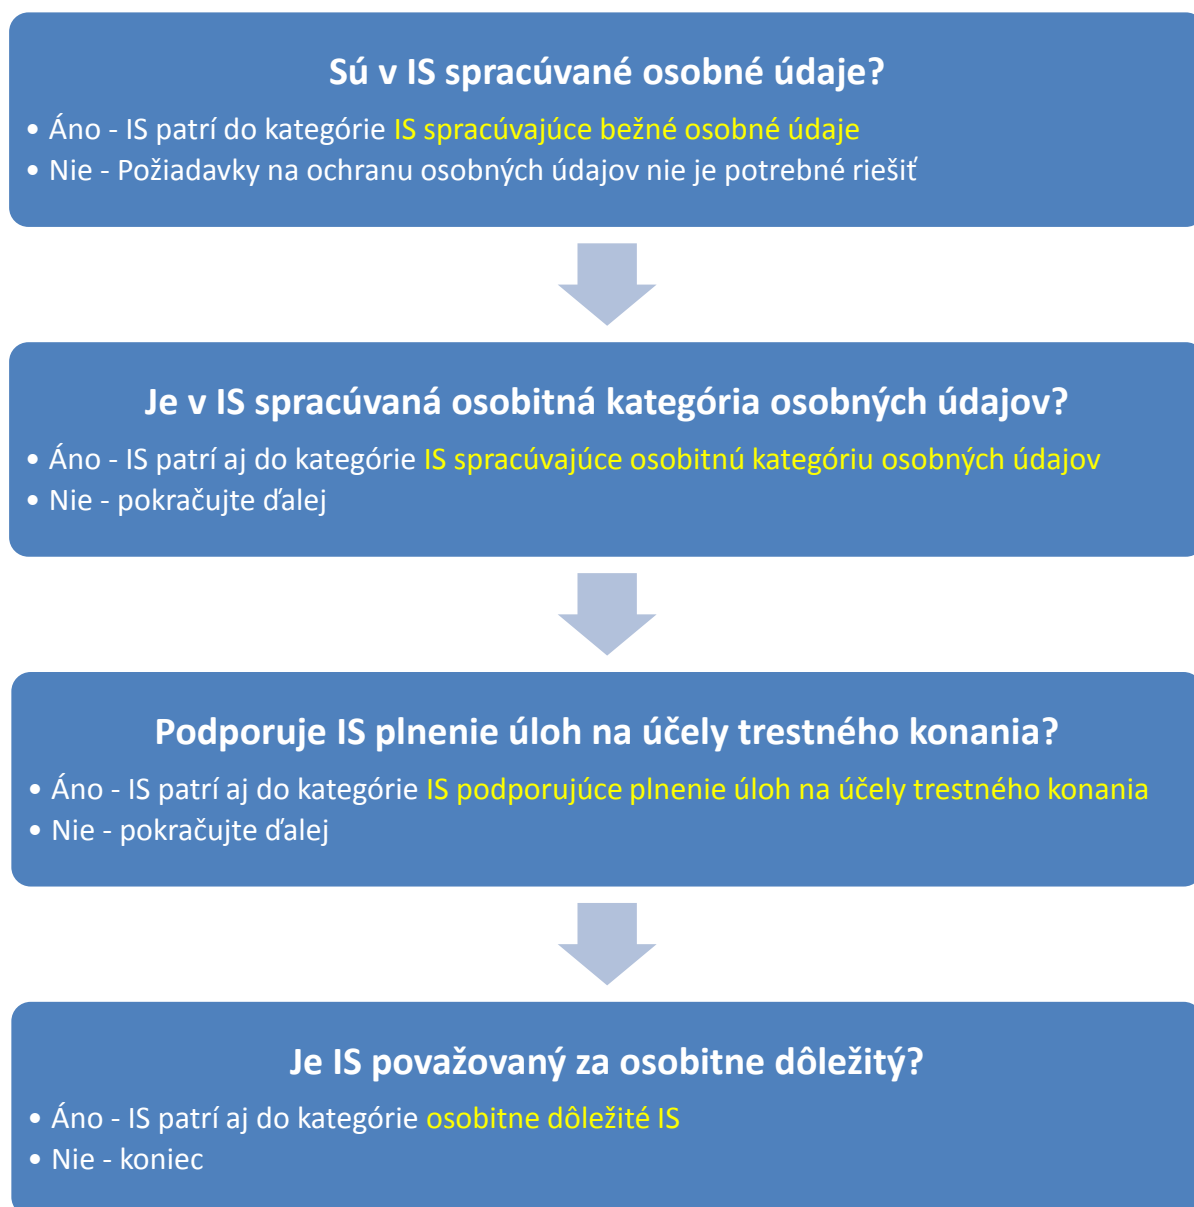 Sú v IS spracúvané osobné údaje?
• Áno - IS patrí do kategórie IS spracúvajúce bežné osobné údaje
• Nie - Požiadavky na ochranu osobných údajov nie je potrebné riešiť
Je v IS spracúvaná osobitná kategória osobných údajov?
• Áno - IS patrí aj do kategórie IS spracúvajúce osobitnú kategóriu osobných údajov
• Nie - pokračujte ďalej
Podporuje IS plnenie úloh na účely trestného konania?
• Áno - IS patrí aj do kategórie IS podporujúce plnenie úloh na účely trestného konania
• Nie - pokračujte ďalej
Je IS považovaný za osobitne dôležitý?
• Áno - IS patrí aj do kategórie osobitne dôležité IS
• Nie - koniec